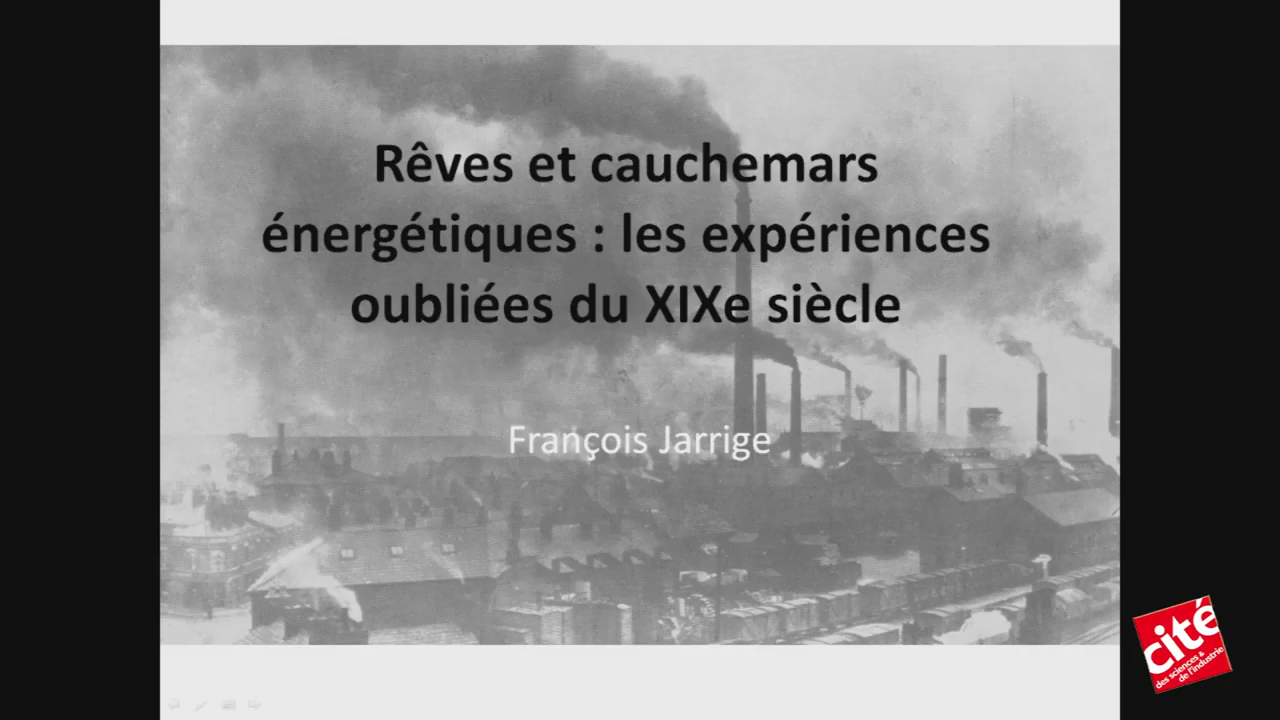 Rêves et cauchemars
énergétiques : les expériences
oubliées du XIXe siècle
François Jarrige
cité
des sciences &
de l'industrie